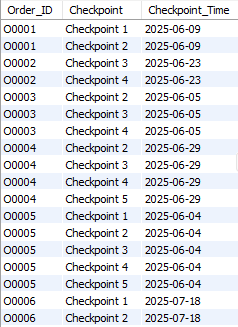 Order_ID Checkpoint Checkpoint_Time
O0001 Checkpoint 1 2025-06-09
O0001 Checkpoint 2 2025-06-09
O0002 Checkpoint 3 2025-06-23
O0002 Checkpoint 4 2025-06-23
O0003 Checkpoint 2 2025-06-05
O0003 Checkpoint 3 2025-06-05
O0003 Checkpoint 4 2025-06-05
O0004 Checkpoint 2 2025-06-29
O0004 Checkpoint 3 2025-06-29
O0004 Checkpoint 4 2025-06-29
O0004 Checkpoint 5 2025-06-29
O0005 Checkpoint 1 2025-06-04
O0005 Checkpoint 2 2025-06-04
O0005 Checkpoint 3 2025-06-04
O0005 Checkpoint 4 2025-06-04
O0005 Checkpoint 5 2025-06-04
O0006 Checkpoint 1 2025-07-18
O0006 Checkpoint 2 2025-07-18